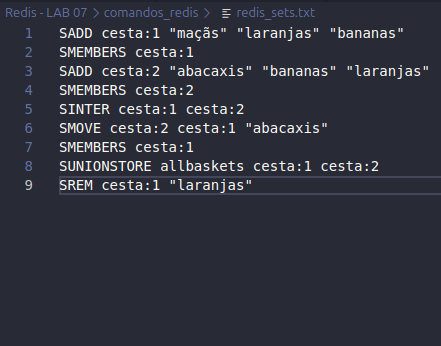 Redis - LAB 07 > comandos_redis > redis_sets.txt
1 SADD cesta:1 "maçãs" "laranjas" "bananas"
2 SMEMBERS cesta:1
3 SADD cesta:2 "abacaxis" "bananas" "laranjas"
4 SMEMBERS cesta:2
5 SINTER cesta:1 cesta:2
6 SMOVE cesta:2 cesta:1 "abacaxis"
7 SMEMBERS cesta:1
8 SUNIONSTORE allbaskets cesta:1 cesta:2
9 SREM cesta:1 "laranjas"